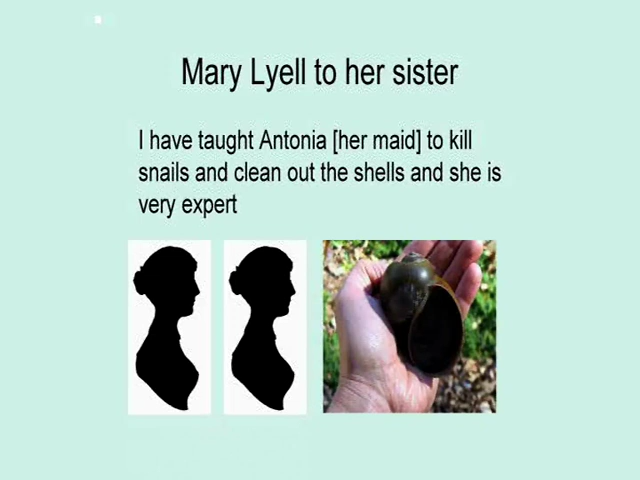 Mary Lyell to her sister
I have taught Antonia [her maid] to kill
snails and clean out the shells and she is
very expert